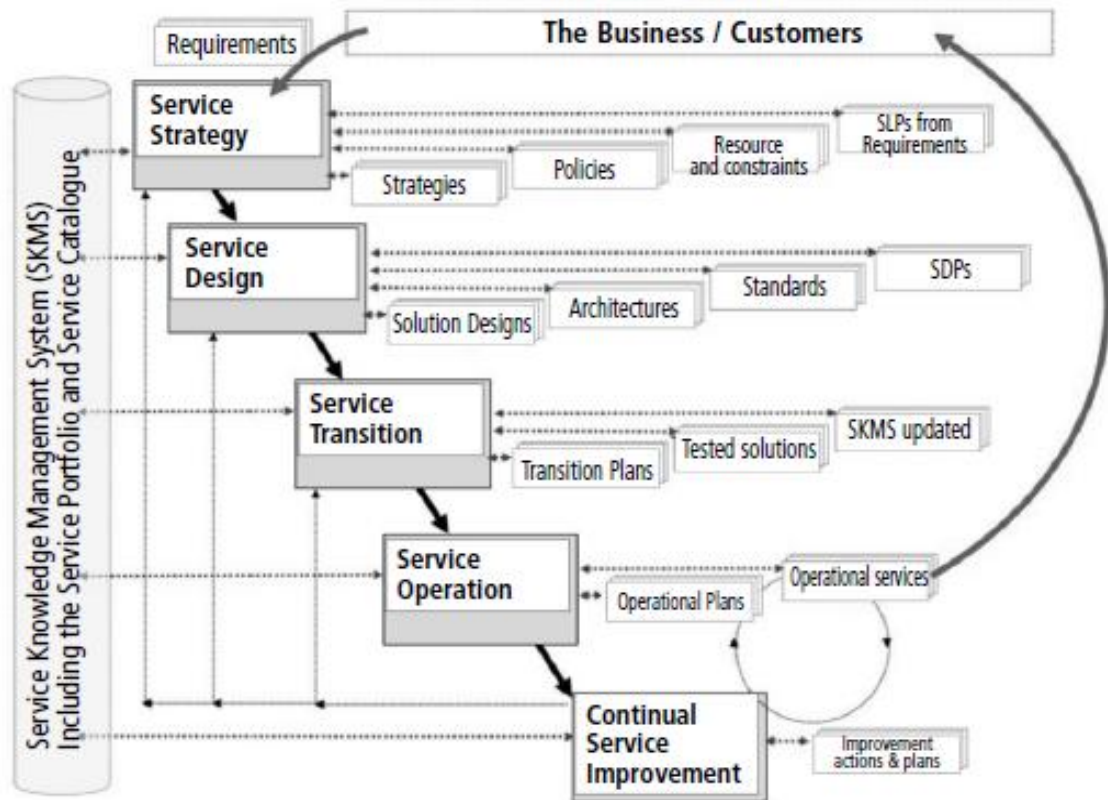 The Business / Customers
Requirements
Service
Strategy
SLPs from
Requirements
Resource
and constraints
Policies
Strategies
Service
Design
SDPs
Standards
Architectures
Solution Designs
Service
Transition
SKMS updated
Tested solutions
Transition Plans
Service
Operation
Operational services
Operational Plans
Continual
Service
Improvement
Improvement
actions & plans
Service Knowledge Management System (SKMS)
Including the Service Portfolio and Service Catalogue